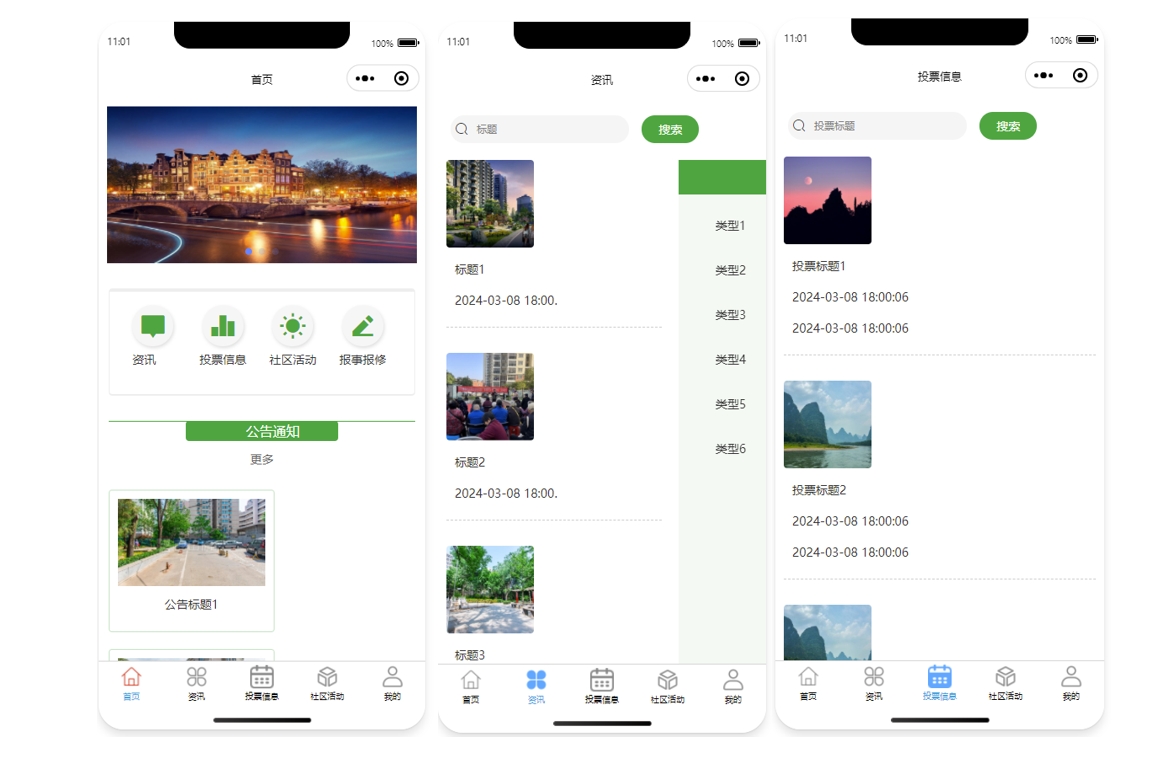 11:01
100%
首页
资讯
投票信息
社区活动
报事报修
公告通知
更多
公告标题1
首页
资讯
投票信息
社区活动
我的
11:01
100%
资讯
标题
搜索
标题1
2024-03-08 18:00.
标题2
2024-03-08 18:00.
标题3
类型1
类型2
类型3
类型4
类型5
类型6
首页
资讯
投票信息
社区活动
我的
11:01
100%
投票信息
投票标题
搜索
投票标题1
2024-03-08 18:00:06
2024-03-08 18:00:06
投票标题2
2024-03-08 18:00:06
2024-03-08 18:00:06
首页
资讯
投票信息
社区活动
我的